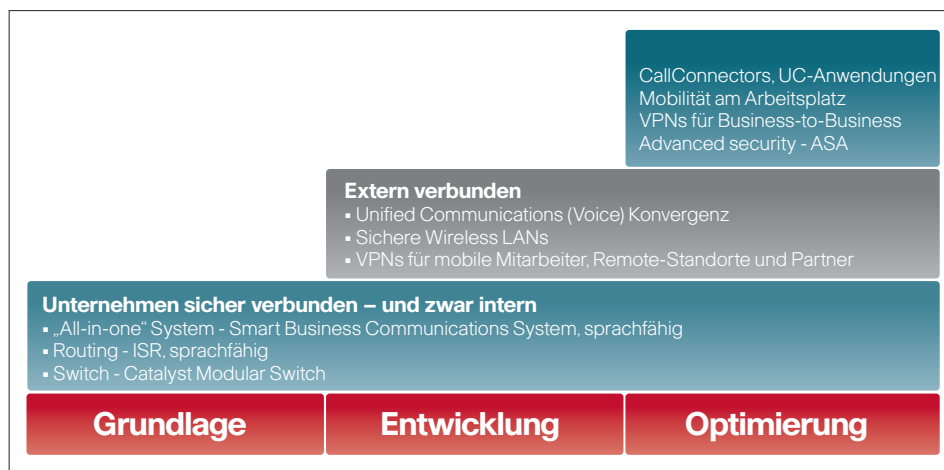 CallConnectors, UC-Anwendungen
Mobilität am Arbeitsplatz
VPNs für Business-to-Business
Advanced security - ASA
Extern verbunden
▪ Unified Communications (Voice) Konvergenz
▪ Sichere Wireless LANs
▪ VPNs für mobile Mitarbeiter, Remote-Standorte und Partner
Unternehmen sicher verbunden – und zwar intern
▪ „All-in-one“ System - Smart Business Communications System, sprachfähig
▪ Routing - ISR, sprachfähig
▪ Switch - Catalyst Modular Switch
Grundlage
Entwicklung
Optimierung